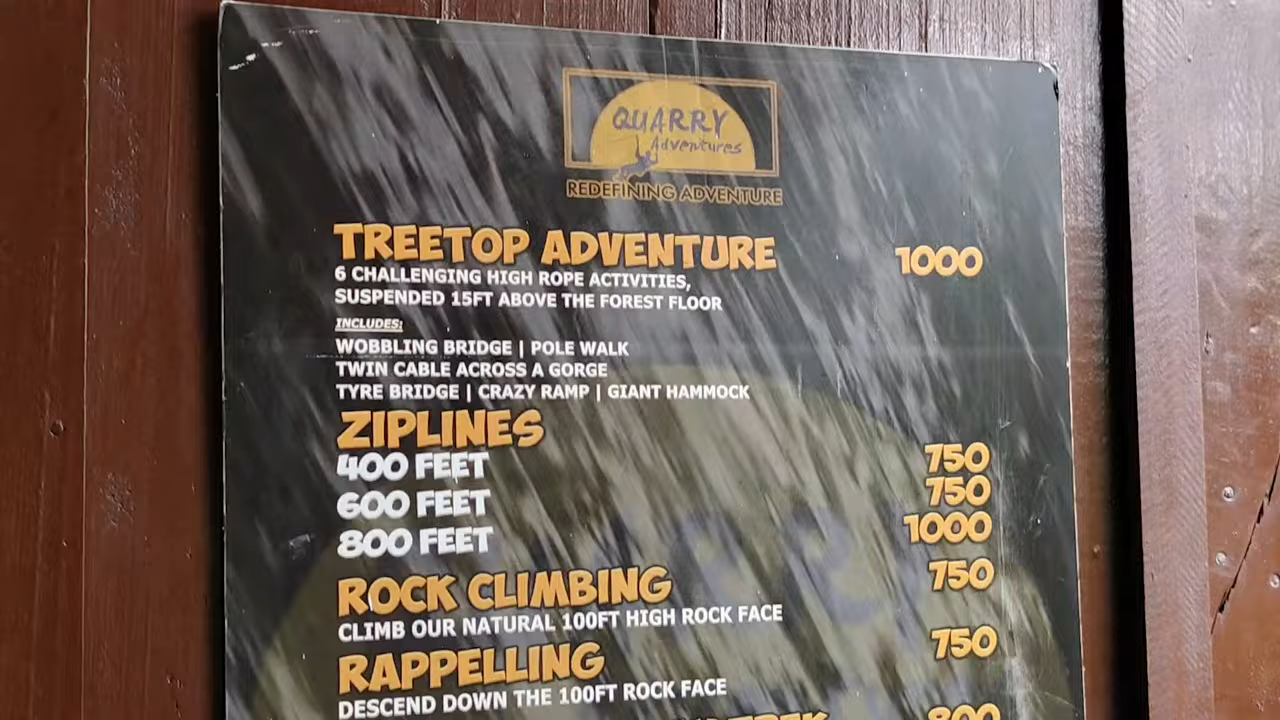 QUARRY
Adventures
REDEFINING ADVENTURE
TREETOP ADVENTURE 1000
6 CHALLENGING HIGH ROPE ACTIVITIES,
SUSPENDED 15FT ABOVE THE FOREST FLOOR
INCLUDES:
WOBBLING BRIDGE | POLE WALK
TWIN CABLE ACROSS A GORGE
TYRE BRIDGE | CRAZY RAMP | GIANT HAMMOCK
ZIPLINES
400 FEET 750
600 FEET 750
800 FEET 1000
ROCK CLIMBING 750
CLIMB OUR NATURAL 100FT HIGH ROCK FACE
RAPPELLING 750
DESCEND DOWN THE 100FT ROCK FACE
800